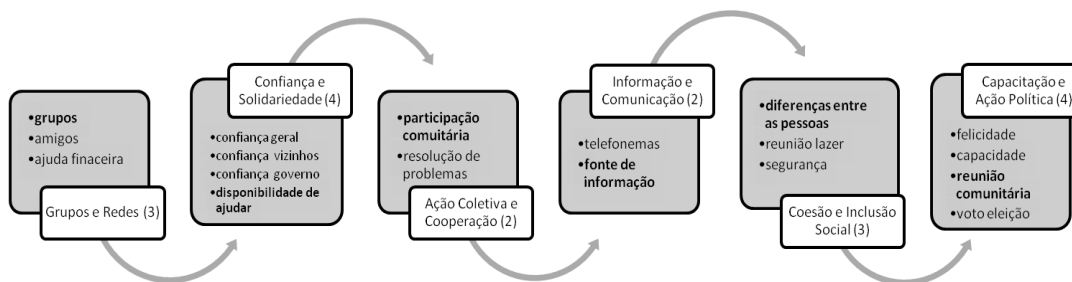 •grupos
•amigos
•ajuda finaceira
Grupos e Redes (3)
Confiança e
Solidariedade (4)
•confiança geral
•confiança vizinhos
•confiança governo
•disponibilidade de
ajudar
•participação
comuitária
•resolução de
problemas
Ação Coletiva e
Cooperação (2)
Informação e
Comunicação (2)
•telefonemas
•fonte de
informação
•diferenças entre
as pessoas
•reunião lazer
•segurança
Coesão e Inclusão
Social (3)
Capacitação e
Ação Política (4)
•felicidade
•capacidade
•reunião
comunitária
•voto eleição